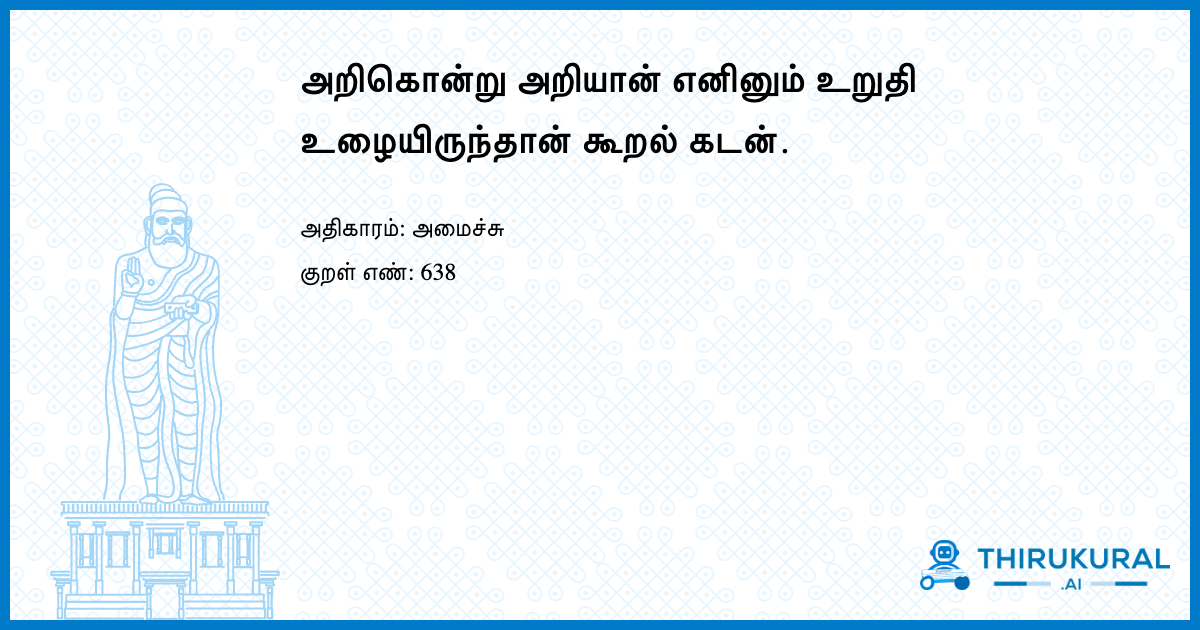 அறிகொன்று அறியான் எனினும் உறுதி
உழையிருந்தான் கூறல் கடன்.
அதிகாரம்: அமைச்சு
குறள் எண்: 638
THIRUKURAL
.AI